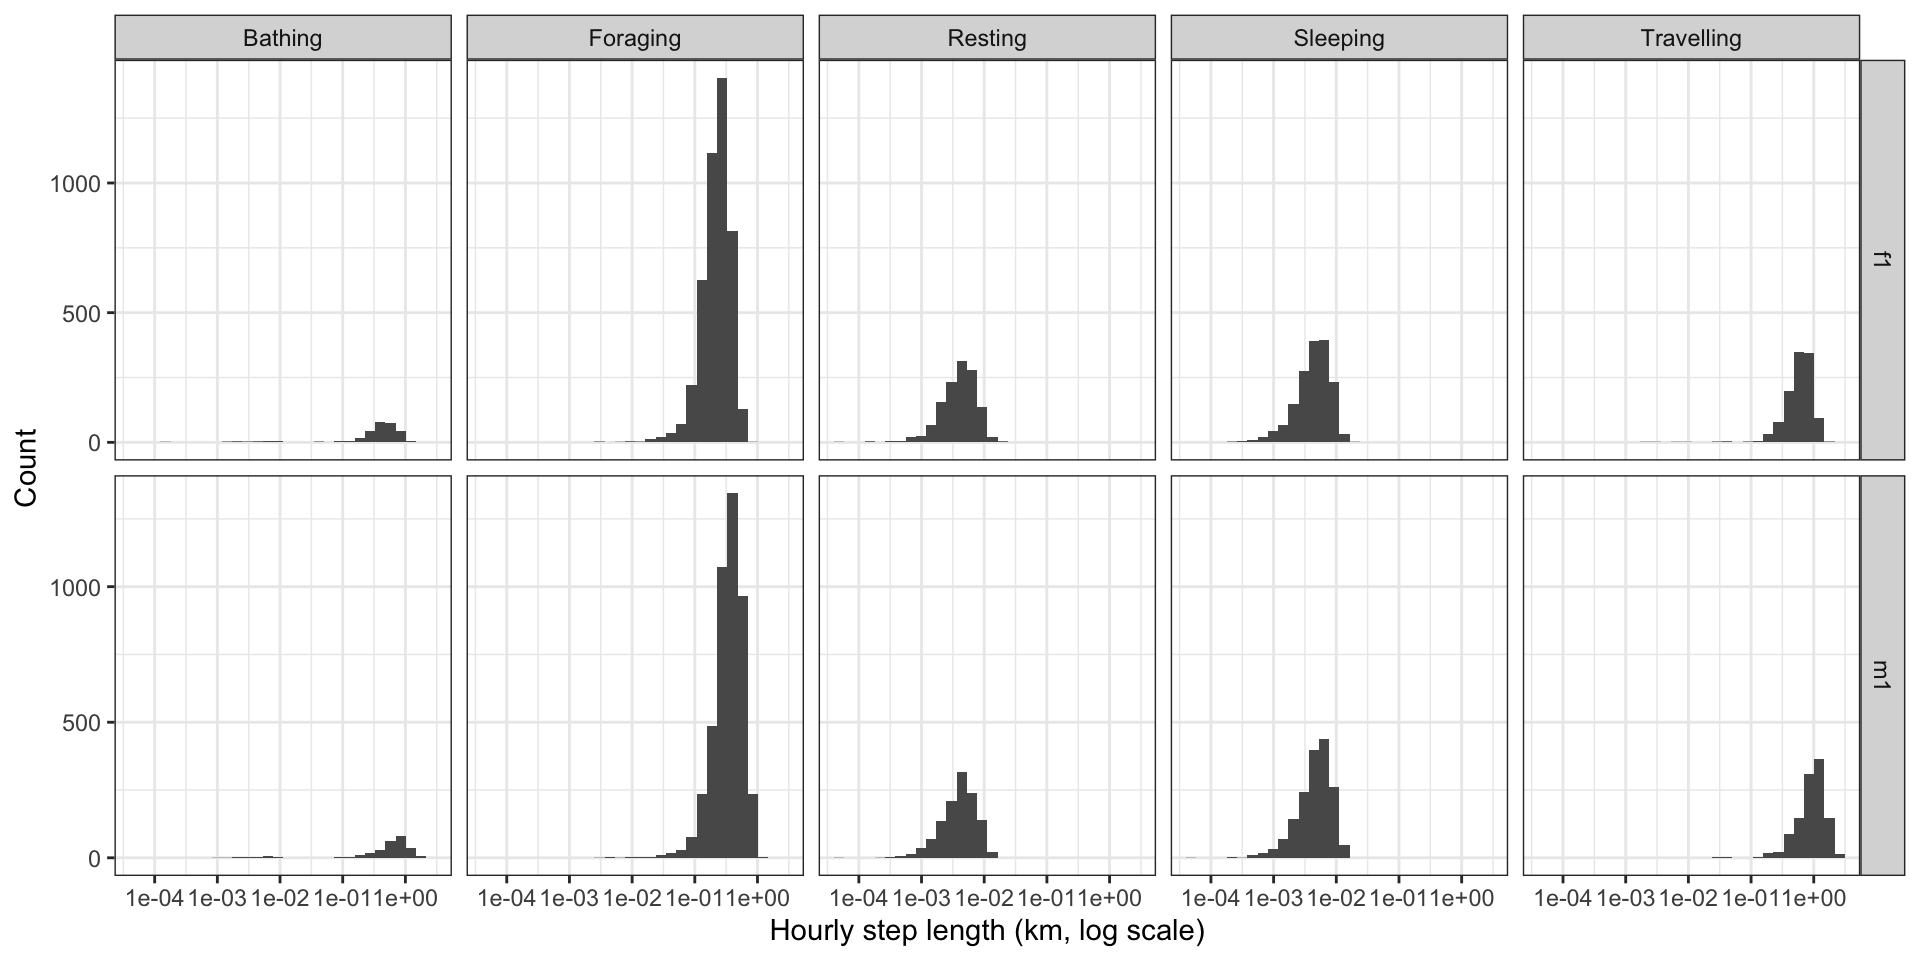 Bathing Foraging Resting Sleeping Travelling
1000
500
0
f1
Count
1000
500
0
m1
1e-04 1e-03 1e-02 1e-01 1e+00 1e-04 1e-03 1e-02 1e-01 1e+00 1e-04 1e-03 1e-02 1e-01 1e+00 1e-04 1e-03 1e-02 1e-01 1e+00 1e-04 1e-03 1e-02 1e-01 1e+00
Hourly step length (km, log scale)